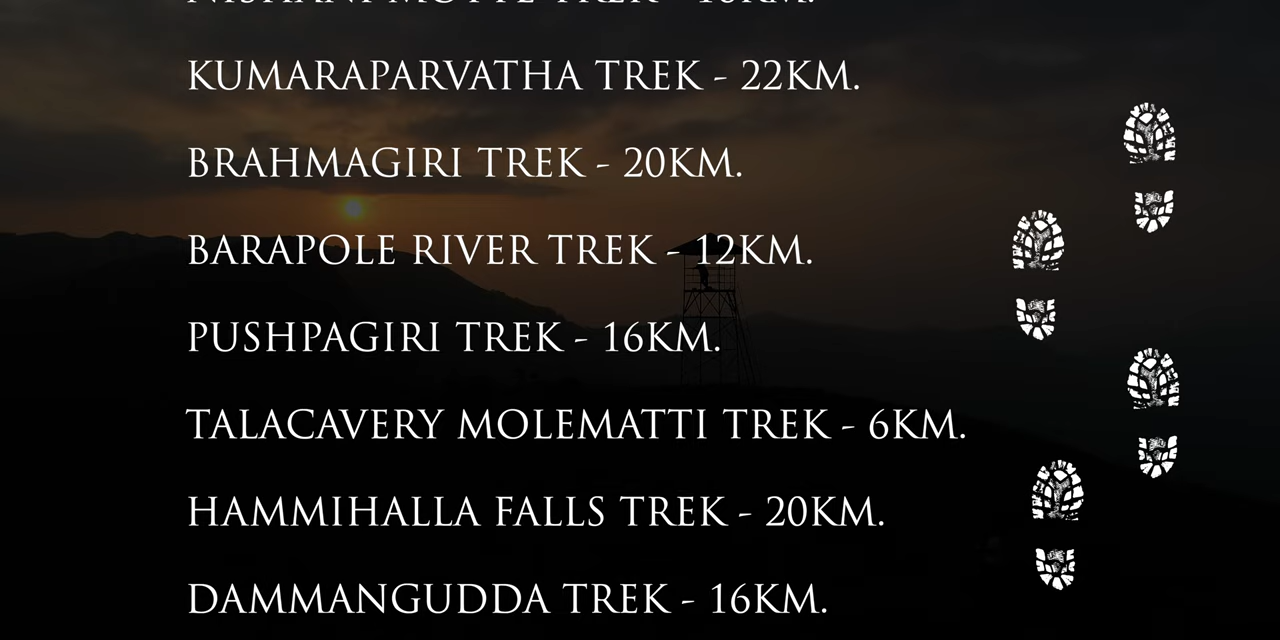 KUMARAPARVATHA TREK - 22KM.
BRAHMAGIRI TREK - 20KM.
BARAPOLE RIVER TREK - 12KM.
PUSHPAGIRI TREK - 16KM.
TALACAVERY MOLEMATTI TREK - 6KM.
HAMMIHALLA FALLS TREK - 20KM.
DAMMANGUDDA TREK - 16KM.